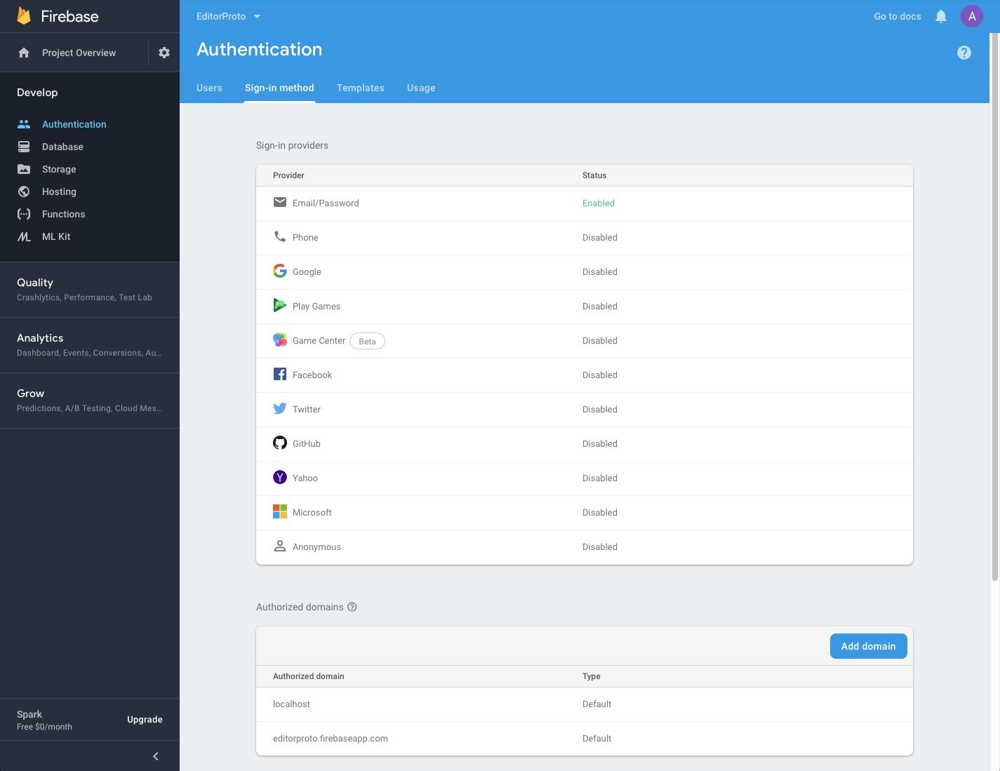 Firebase
Project Overview
Develop
Authentication
Database
Storage
Hosting
Functions
ML Kit
Quality
Crashlytics, Performance, Test Lab
Analytics
Dashboard, Events, Conversions, Au...
Grow
Predictions, A/B Testing, Cloud Mes...
Spark
Free $0/month
Upgrade
EditorProto
Go to docs
A
Authentication
Users Sign-in method Templates Usage
Sign-in providers
Provider Status
Email/Password Enabled
Phone Disabled
Google Disabled
Play Games Disabled
Game Center Beta Disabled
Facebook Disabled
Twitter Disabled
GitHub Disabled
Yahoo Disabled
Microsoft Disabled
Anonymous Disabled
Authorized domains
Add domain
Authorized domain Type
localhost Default
editorproto.firebaseapp.com Default